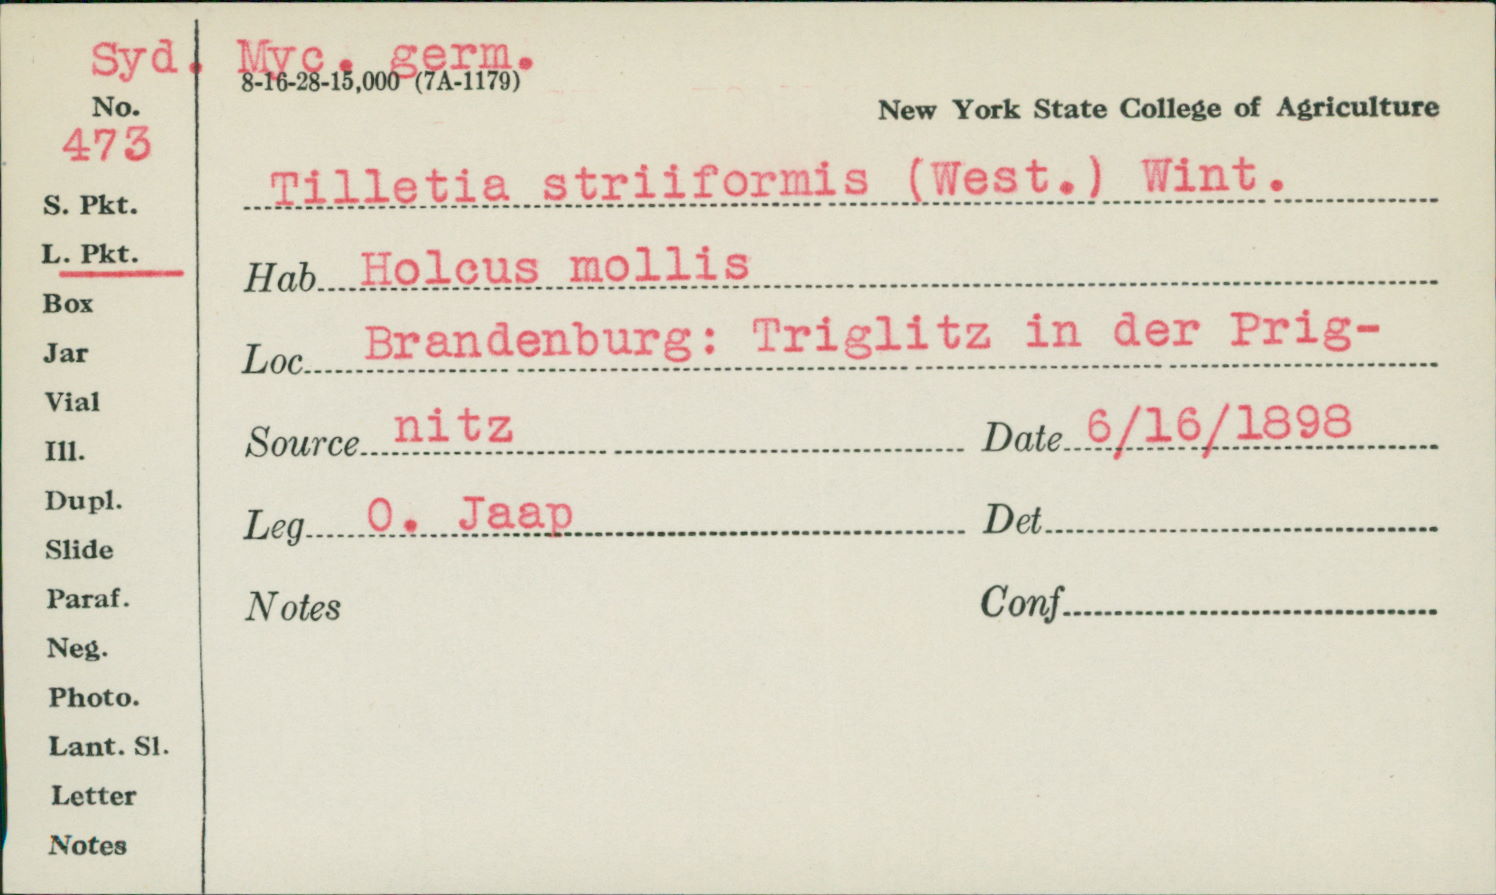 Syd. Myc. germ.
8-16-28-15,000 (7A-1179)
No.
New York State College of Agriculture
473
Tilletia striiformis (West.) Wint.
S. Pkt.
L. Pkt.
Hab. Holcus mollis
Box
Loc. Brandenburg: Triglitz in der Prig-
Jar
Vial
Source nitz Date 6/16/1898
Ill.
Dupl.
Leg. O. Jaap Det.
Slide
Paraf.
Notes Conf.
Neg.
Photo.
Lant. Sl.
Letter
Notes